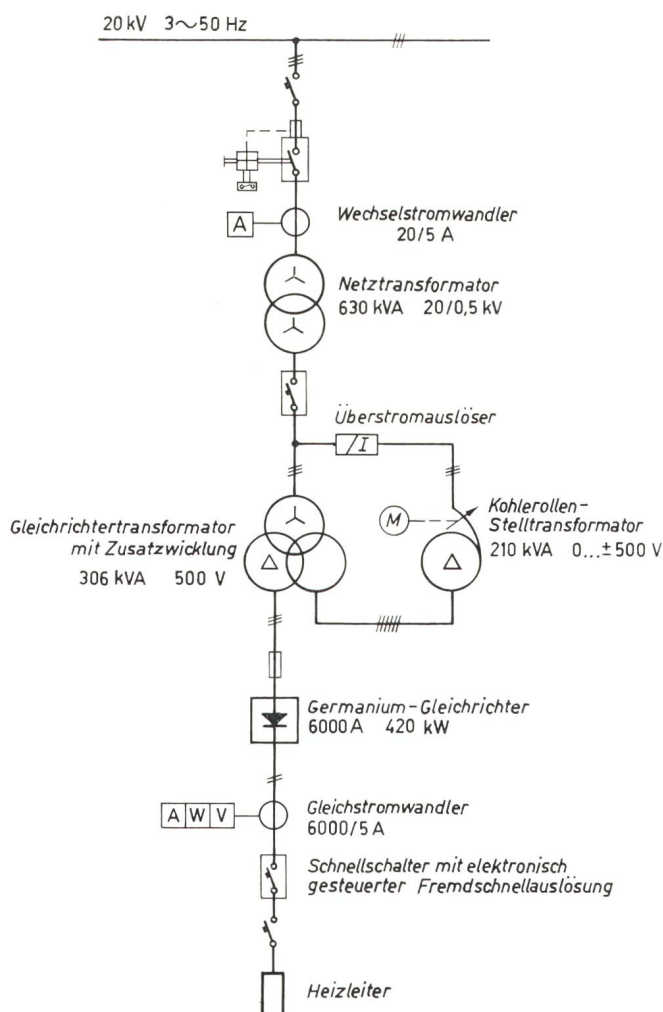 20 kV 3~50 Hz
A
Wechselstromwandler
20/5 A
Netztransformator
630 kVA 20/0,5 kV
Überstromauslöser
/I
M
Kohlerollen-
Stelltransformator
210 kVA 0...±500 V
Gleichrichtertransformator
mit Zusatzwicklung
306 kVA 500 V
Germanium-Gleichrichter
6000 A 420 kW
A W V
Gleichstromwandler
6000/5 A
Schnellschalter mit elektronisch
gesteuerter Fremdschnellauslösung
Heizleiter